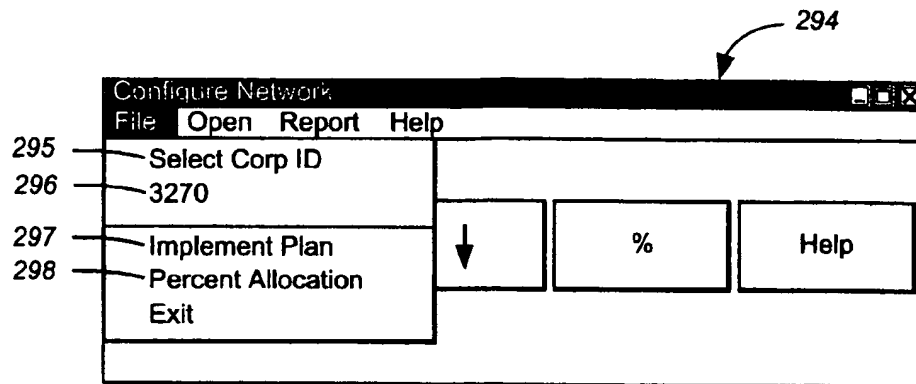 294
Configure Network
File Open Report Help
295 Select Corp ID
296 3270
297 Implement Plan
298 Percent Allocation
Exit
% Help